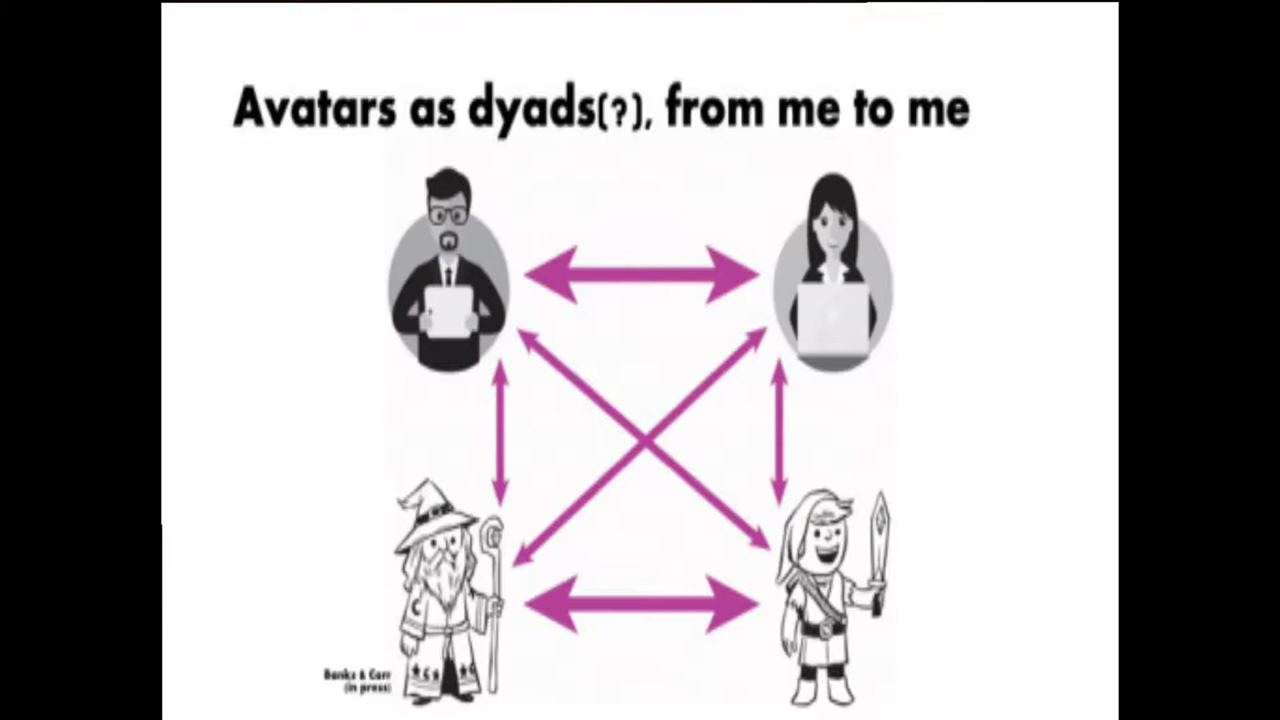 Avatars as dyads(?), from me to me
Banks & Carr
(in press)